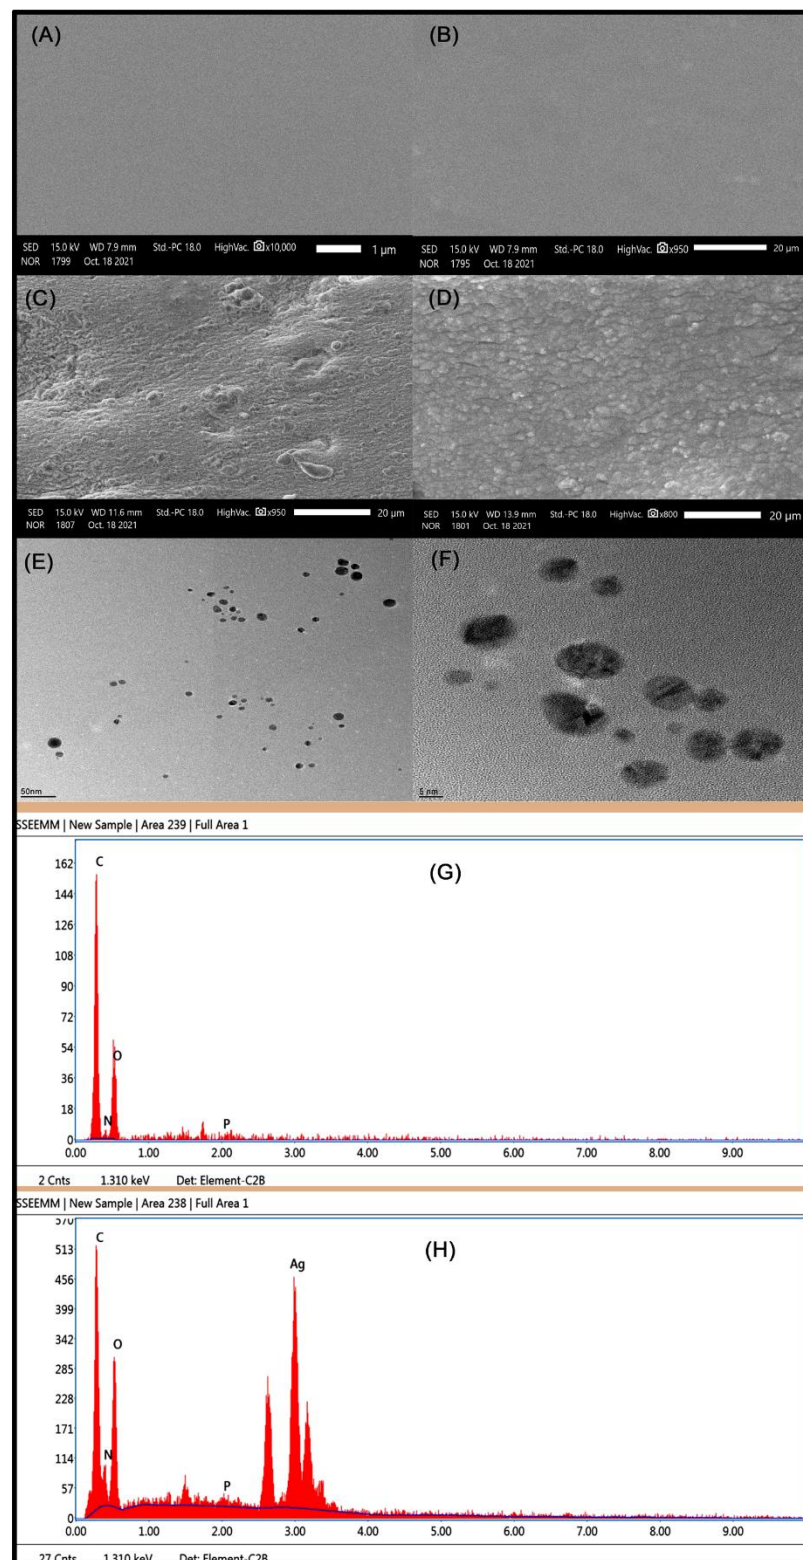 (A)
(B)
SED 15.0 kV WD 7.9 mm Std.-PC 18.0 HighVac. x10,000 1 µm
NOR 1799 Oct. 18 2021
SED 15.0 kV WD 7.9 mm Std.-PC 18.0 HighVac. x950 20 µm
NOR 1795 Oct. 18 2021
(C)
(D)
SED 15.0 kV WD 11.6 mm Std.-PC 18.0 HighVac. x950 20 µm
NOR 1807 Oct. 18 2021
SED 15.0 kV WD 13.9 mm Std.-PC 18.0 HighVac. x800 20 µm
NOR 1801 Oct. 18 2021
(E)
(F)
50nm
5 nm
SSEEMM | New Sample | Area 239 | Full Area 1
(G)
C
O
N
P
162
144
126
108
90
72
54
36
18
0
0.00 1.00 2.00 3.00 4.00 5.00 6.00 7.00 8.00 9.00
2 Cnts 1.310 keV Det: Element-C2B
SSEEMM | New Sample | Area 238 | Full Area 1
(H)
C
Ag
O
N
P
570
513
456
399
342
285
228
171
114
57
0
0.00 1.00 2.00 3.00 4.00 5.00 6.00 7.00 8.00 9.00
27 Cnts 1.310 keV Det: Element-C2B